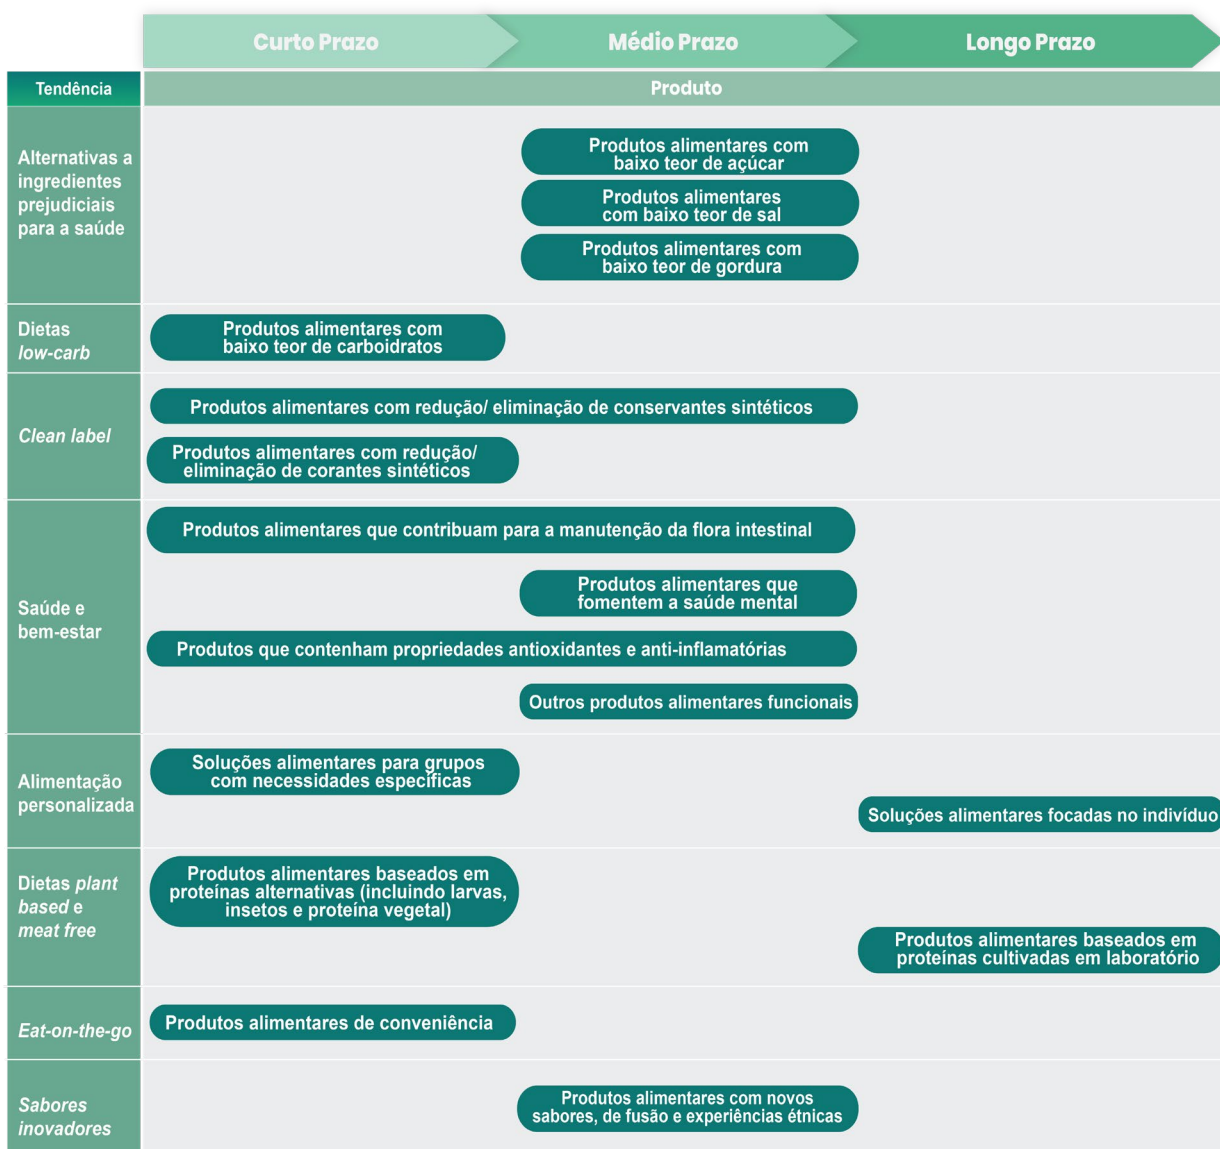 Curto Prazo
Médio Prazo
Longo Prazo
Tendência
Produto
Alternativas a
ingredientes
prejudiciais
para a saúde
Produtos alimentares com
baixo teor de açúcar
Produtos alimentares
com baixo teor de sal
Produtos alimentares com
baixo teor de gordura
Dietas
low-carb
Produtos alimentares com
baixo teor de carboidratos
Clean label
Produtos alimentares com redução/ eliminação de conservantes sintéticos
Produtos alimentares com redução/
eliminação de corantes sintéticos
Saúde e
bem-estar
Produtos alimentares que contribuam para a manutenção da flora intestinal
Produtos alimentares que
fomentem a saúde mental
Produtos que contenham propriedades antioxidantes e anti-inflamatórias
Outros produtos alimentares funcionais
Alimentação
personalizada
Soluções alimentares para grupos
com necessidades específicas
Soluções alimentares focadas no indivíduo
Dietas plant
based e
meat free
Produtos alimentares baseados em
proteínas alternativas (incluindo larvas,
insetos e proteína vegetal)
Produtos alimentares baseados em
proteínas cultivadas em laboratório
Eat-on-the-go
Produtos alimentares de conveniência
Sabores
inovadores
Produtos alimentares com novos
sabores, de fusão e experiências étnicas